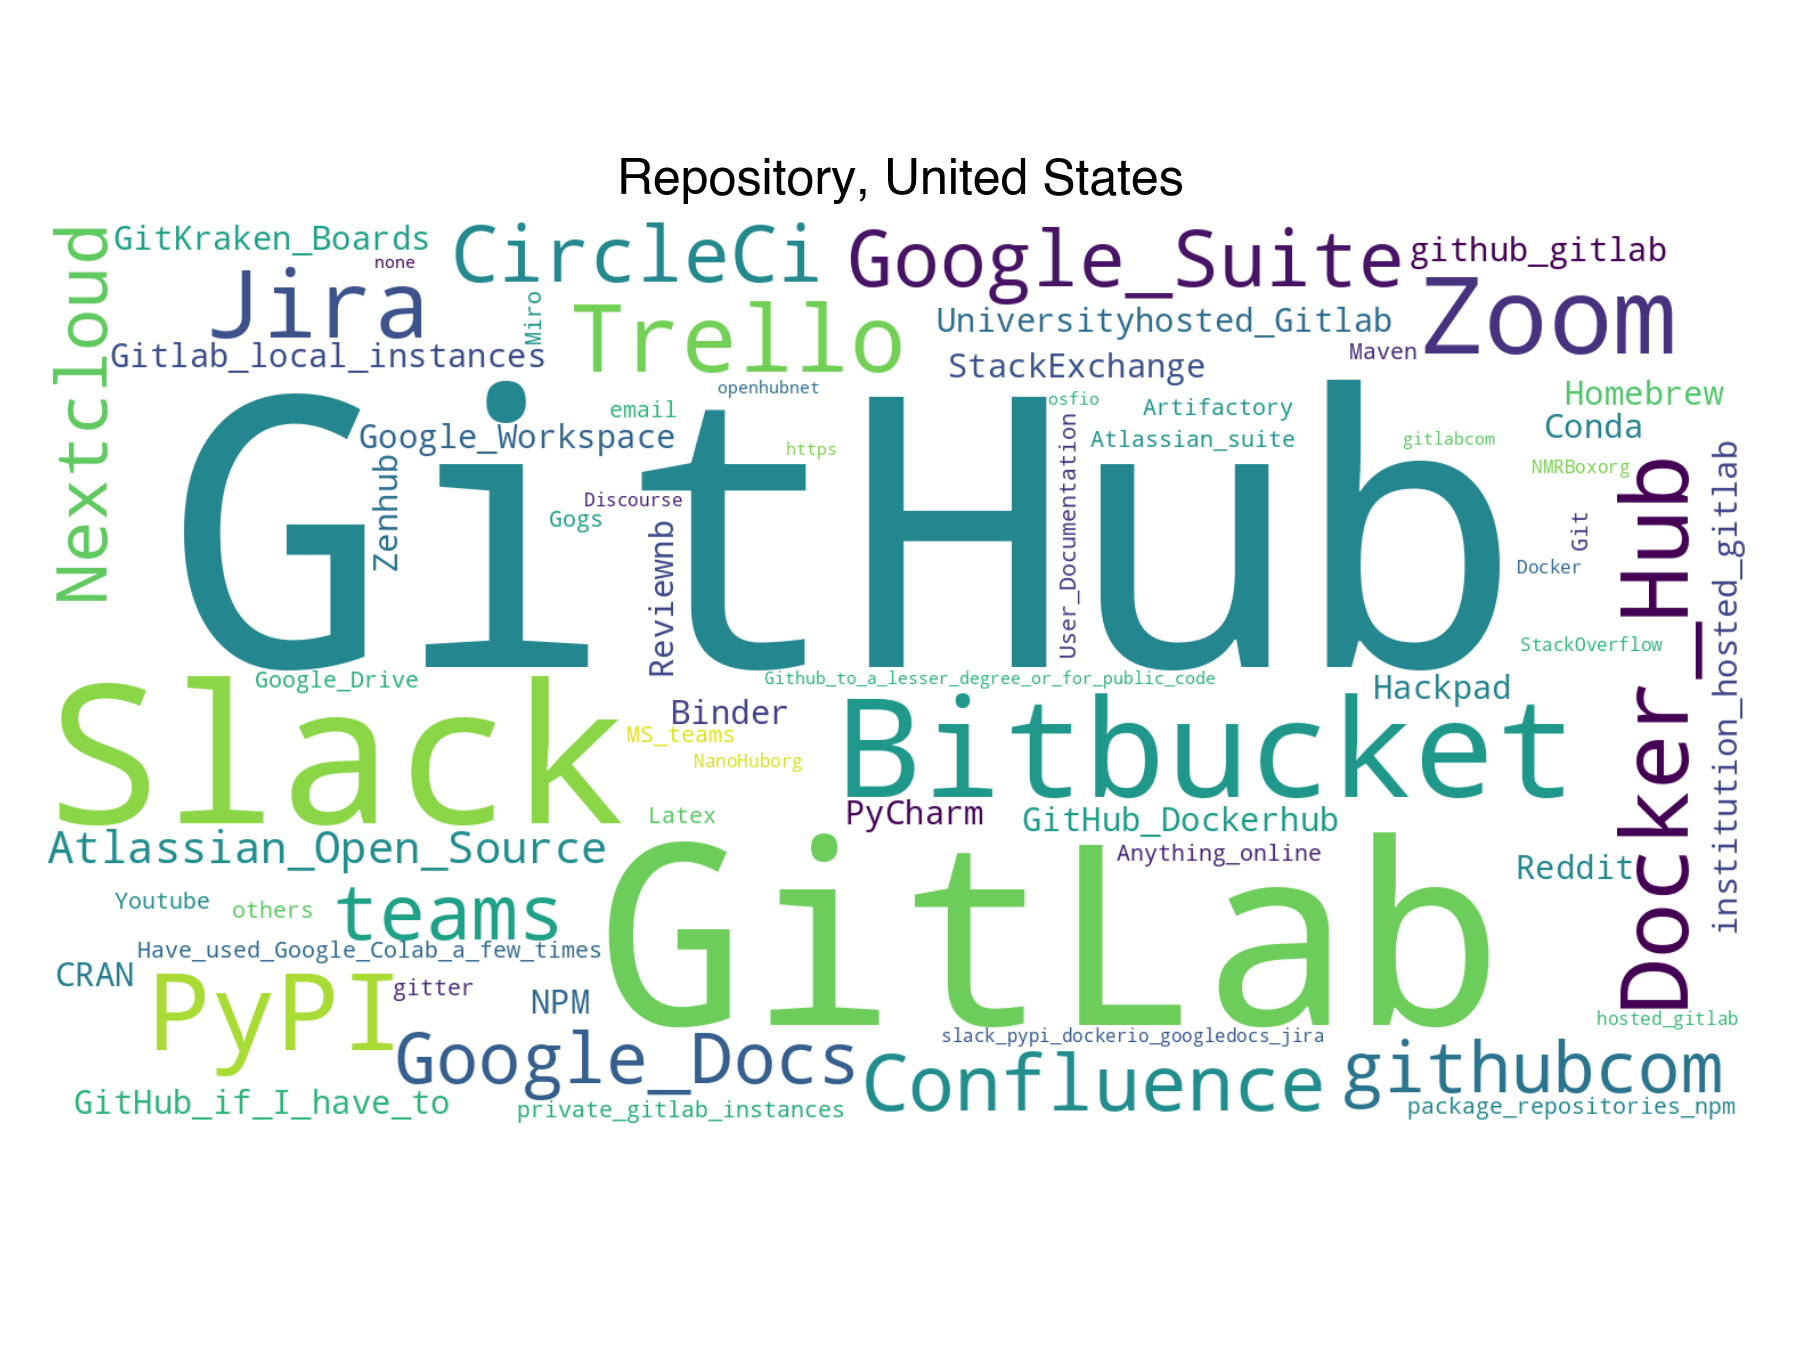 Repository, United States
Nextcloud
GitKraken_Boards
none
CircleCi
Google_Suite
github_gitlab
Jira
Miro
Trello
Universityhosted_Gitlab
Zoom
Gitlab_local_instances
StackExchange
Maven
GitHub
openhubnet
osfio
Homebrew
email
Artifactory
Conda
Google_Workspace
https
User_Documentation
Atlassian_suite
gitlabcom
Zenhub
NMRBoxorg
Docker_Hub
institution_hosted_gitlab
Discourse
Gogs
Reviewnb
Git
Docker
StackOverflow
Google_Drive
Github_to_a_lesser_degree_or_for_public_code
Hackpad
Slack
Binder
MS_teams
NanoHuborg
Bitbucket
Latex
PyCharm
GitHub_Dockerhub
Atlassian_Open_Source
GitLab
Anything_online
Reddit
Youtube
others
teams
Have_used_Google_Colab_a_few_times
CRAN
PyPI
gitter
NPM
hosted_gitlab
Google_Docs
slack_pypi_dockerio_googledocs_jira
Confluence
githubcom
GitHub_if_I_have_to
private_gitlab_instances
package_repositories_npm